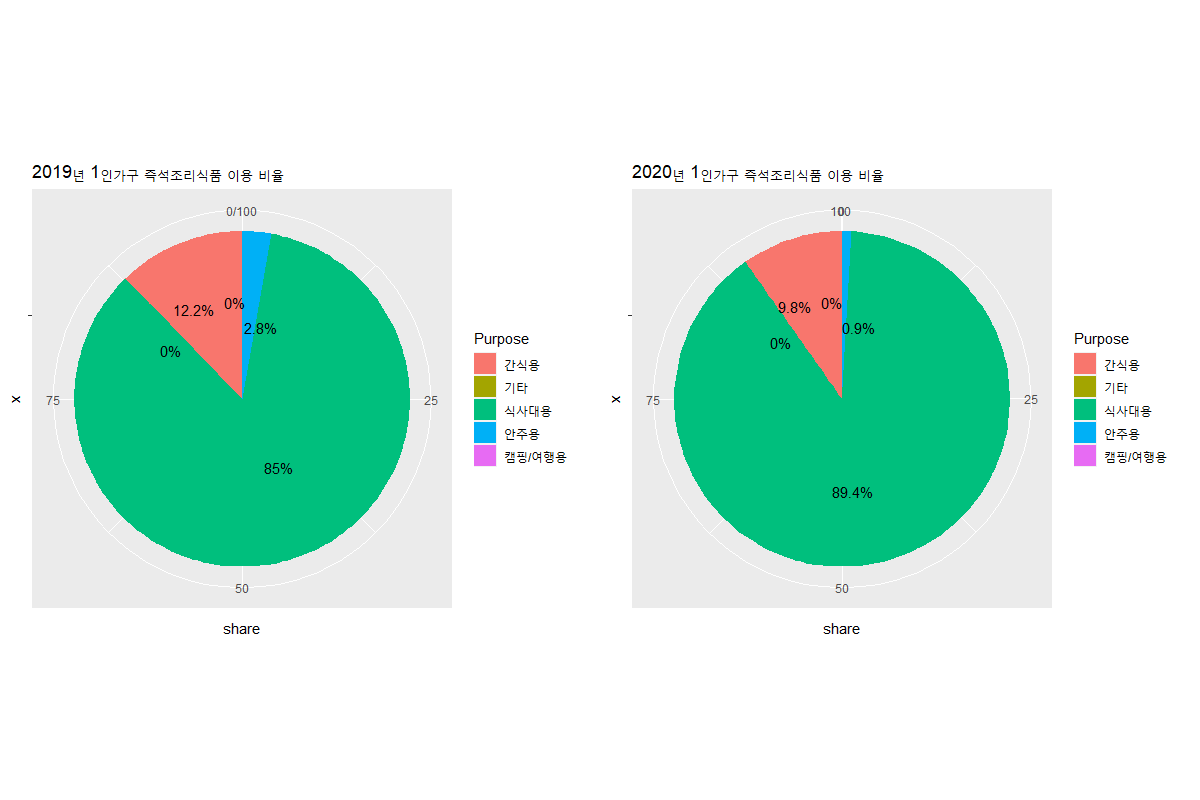 2019년 1인가구 즉석조리식품 이용 비율
0/100
12.2%
0%
2.8%
0%
85%
75
25
50
x
share
Purpose
간식용
기타
식사대용
안주용
캠핑/여행용
2020년 1인가구 즉석조리식품 이용 비율
100
0
9.8%
0%
0.9%
0%
89.4%
75
25
50
x
share
Purpose
간식용
기타
식사대용
안주용
캠핑/여행용